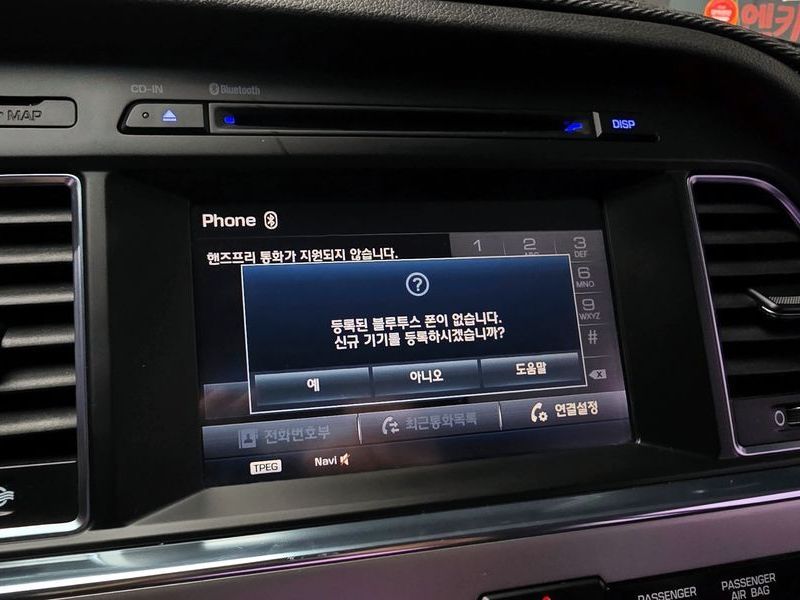 엔카
CD-IN
Bluetooth
MAP
DISP
Phone
핸즈프리 통화가 지원되지 않습니다.
1
2
3
DEF
6
MNO
9
WXYZ
#
?
등록된 블루투스 폰이 없습니다.
신규 기기를 등록하시겠습니까?
예
아니오
도움말
전화번호부
최근통화목록
연결설정
TPEG
Navi
PASSENGER
PASSENGER
AIR BAG